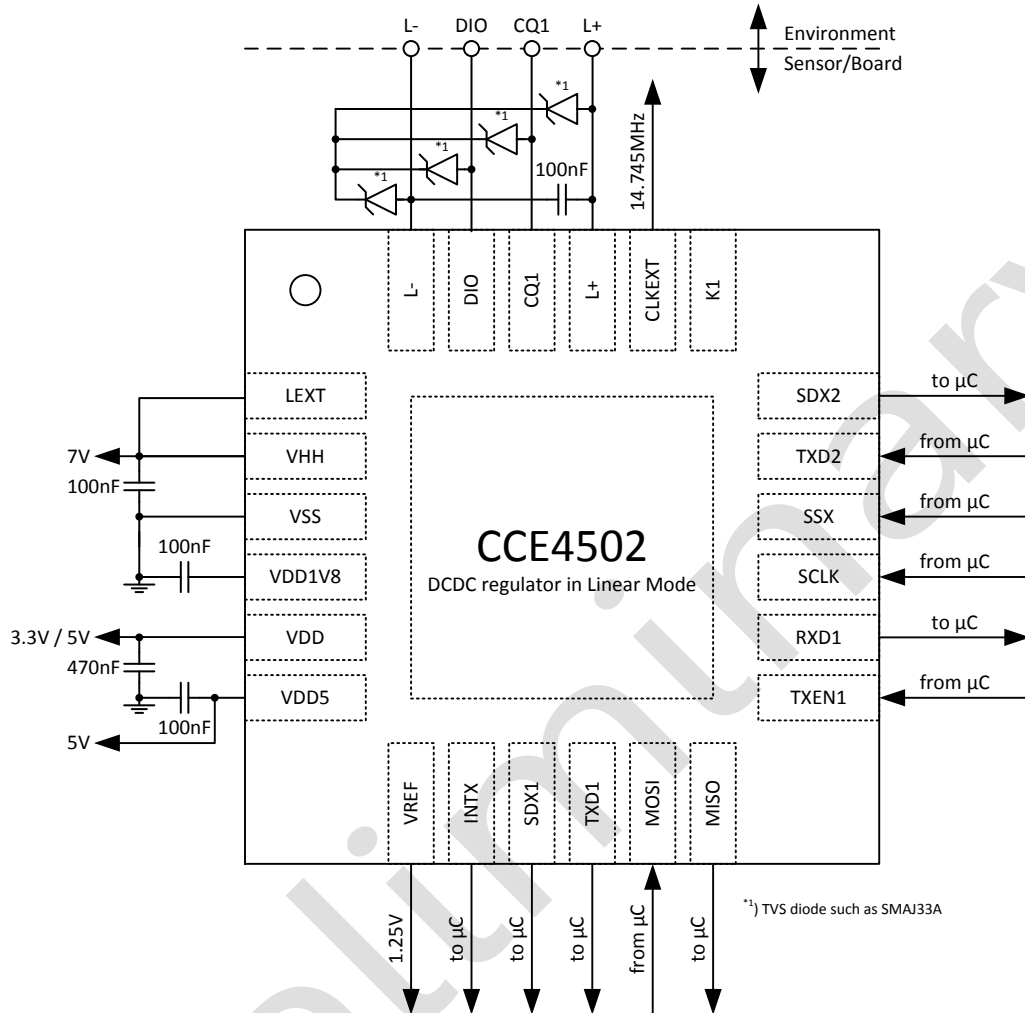 L- DIO CQ1 L+
Environment
Sensor/Board
*1
*1
*1
*1
100nF
14.745MHz
L-
DIO
CQ1
L+
CLKEXT
K1
LEXT
VHH
VSS
VDD1V8
VDD
VDD5
7V
100nF
100nF
3.3V / 5V
470nF
100nF
5V
CCE4502
DCDC regulator in Linear Mode
SDX2
TXD2
SSX
SCLK
RXD1
TXEN1
to µC
from µC
from µC
from µC
to µC
from µC
VREF
INTX
SDX1
TXD1
MOSI
MISO
1.25V
to µC
to µC
to µC
from µC
to µC
*1) TVS diode such as SMAJ33A